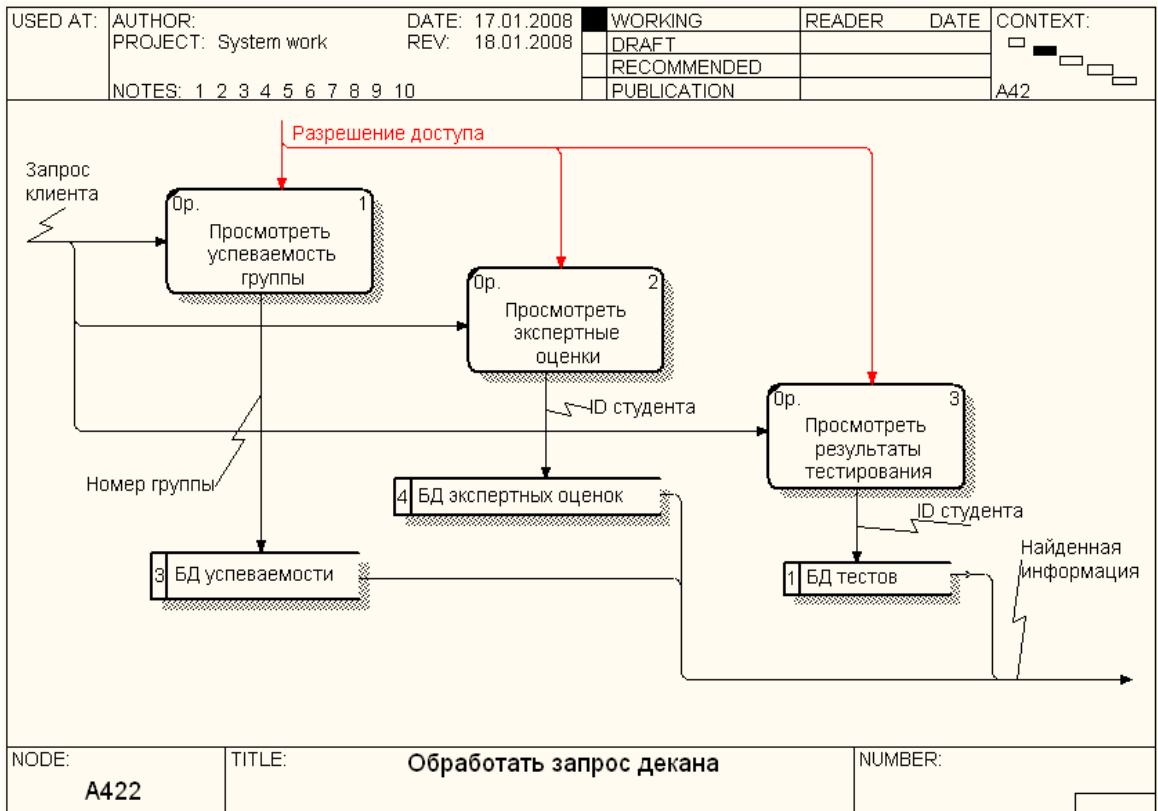 USED AT:
AUTHOR:
DATE: 17.01.2008
WORKING
READER
DATE
CONTEXT:
PROJECT: System work
REV: 18.01.2008
DRAFT
RECOMMENDED
NOTES: 1 2 3 4 5 6 7 8 9 10
PUBLICATION
A42
Разрешение доступа
Запрос
клиента
0р.
1
Просмотреть
успеваемость
группы
0р.
2
Просмотреть
экспертные
оценки
0р.
3
Просмотреть
результаты
тестирования
ID студента
Номер группы
4 БД экспертных оценок
ID студента
Найденная
информация
3 БД успеваемости
1 БД тестов
NODE:
A422
TITLE:
Обработать запрос декана
NUMBER: